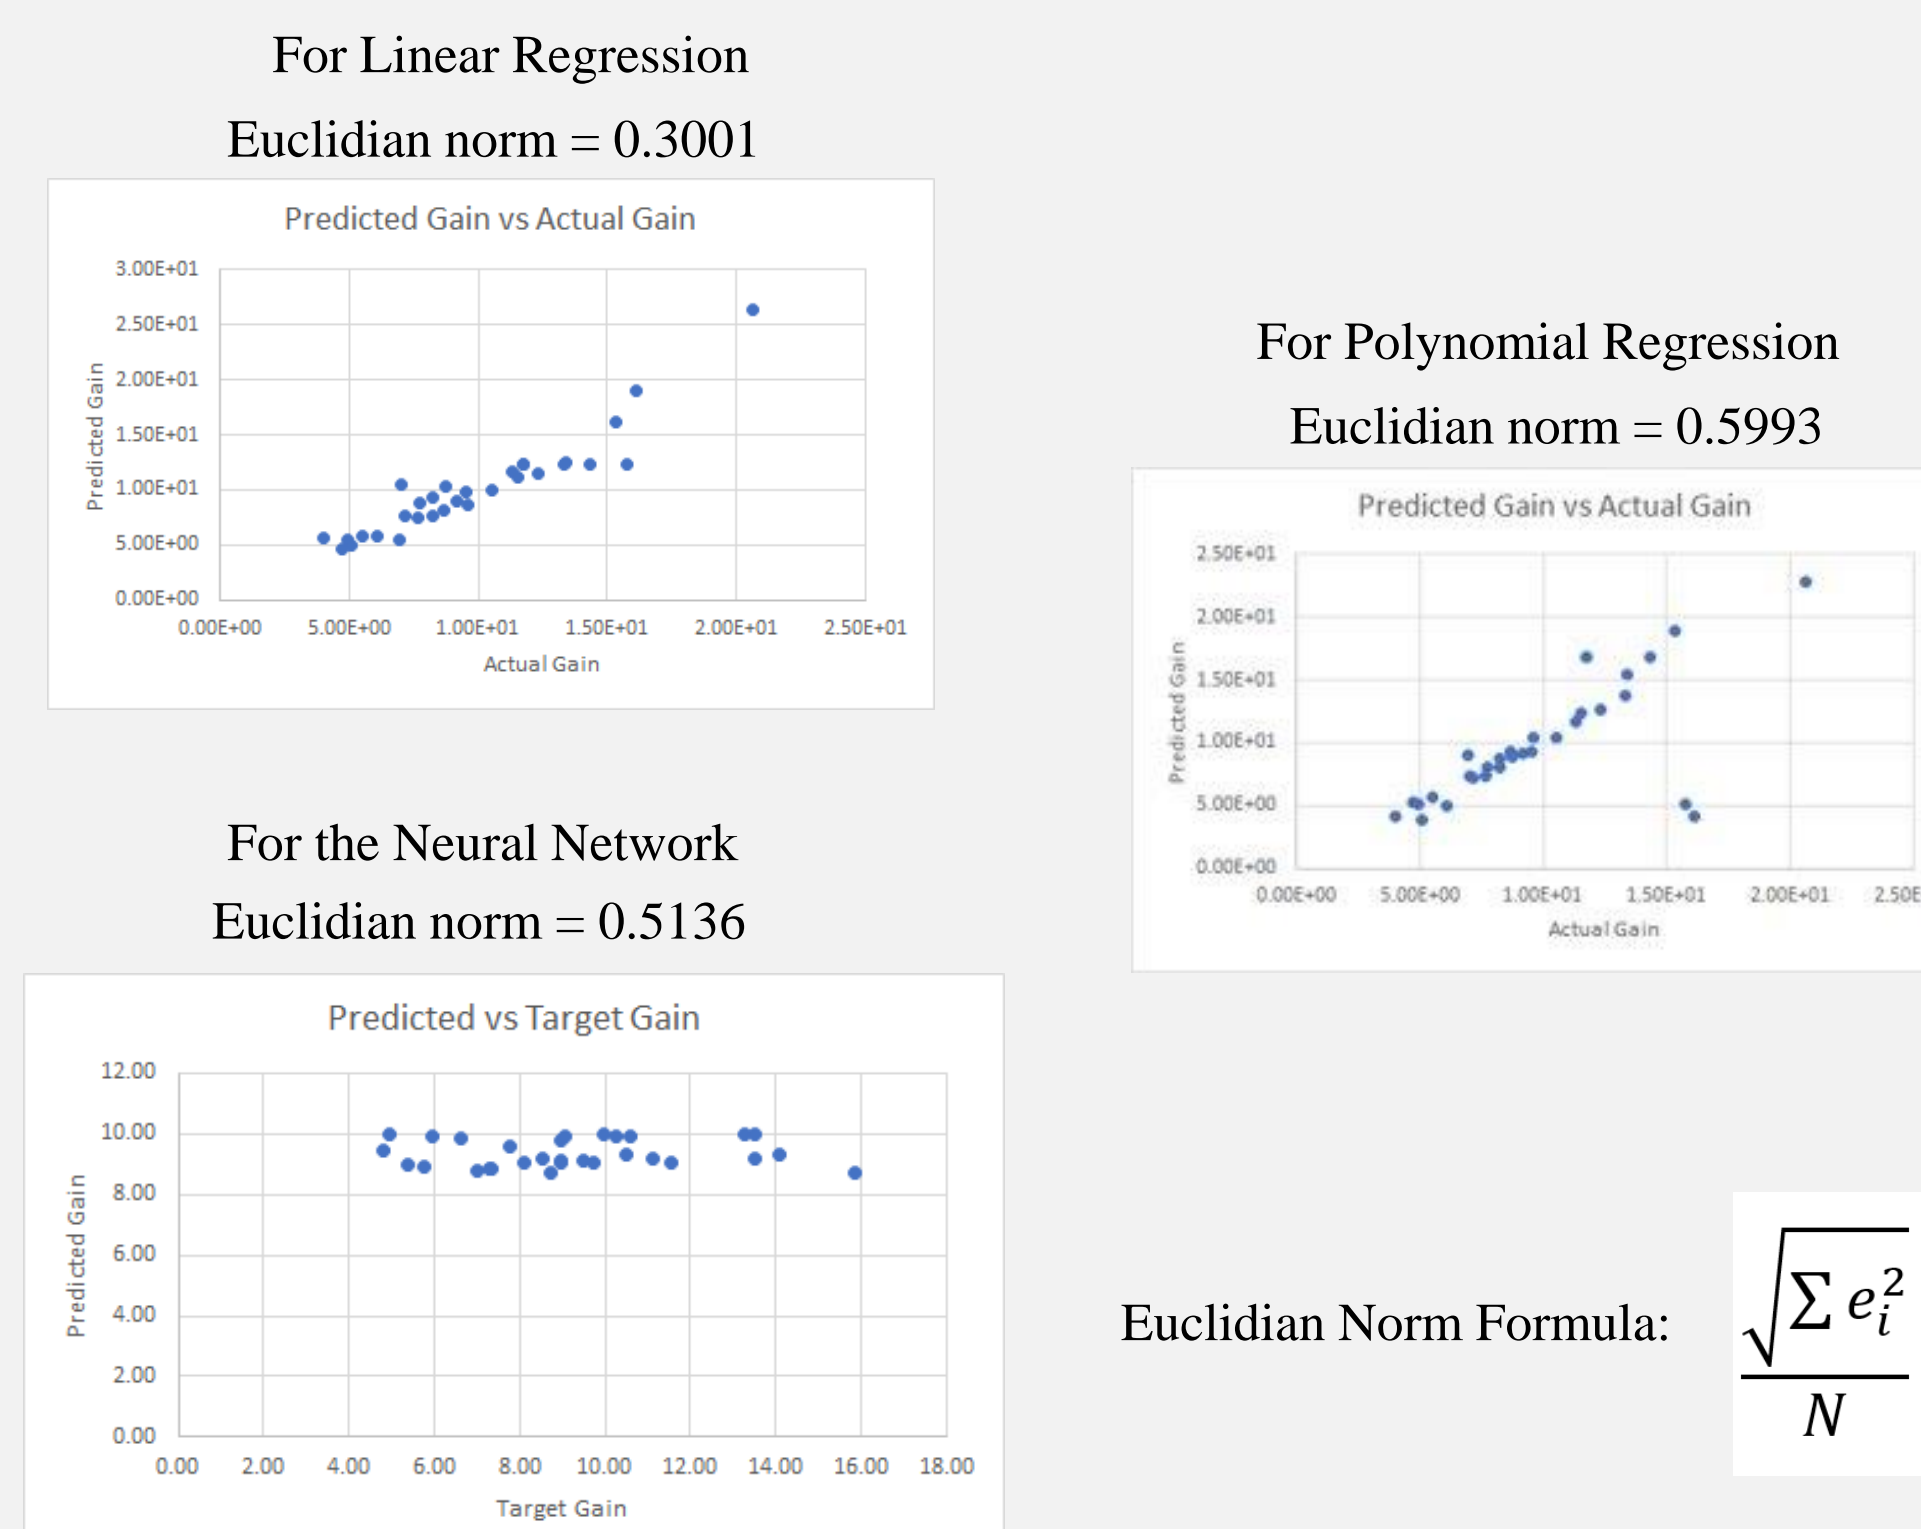 For Linear Regression
Euclidian norm = 0.3001
Predicted Gain vs Actual Gain
3.00E+01
2.50E+01
2.00E+01
1.50E+01
1.00E+01
5.00E+00
0.00E+00
Predicted Gain
0.00E+00 5.00E+00 1.00E+01 1.50E+01 2.00E+01 2.50E+01
Actual Gain
For Polynomial Regression
Euclidian norm = 0.5993
Predicted Gain vs Actual Gain
2.50E+01
2.00E+01
1.50E+01
1.00E+01
5.00E+00
0.00E+00
Predicted Gain
0.00E+00 5.00E+00 1.00E+01 1.50E+01 2.00E+01 2.50E
Actual Gain
For the Neural Network
Euclidian norm = 0.5136
Predicted vs Target Gain
12.00
10.00
8.00
6.00
4.00
2.00
0.00
Predicted Gain
0.00 2.00 4.00 6.00 8.00 10.00 12.00 14.00 16.00 18.00
Target Gain
Euclidian Norm Formula:
√∑ e_i^2
N